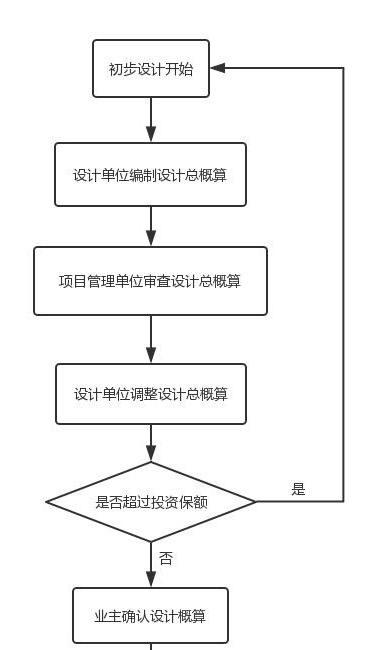 初步设计开始
设计单位编制设计总概算
项目管理单位审查设计总概算
设计单位调整设计总概算
是否超过投资保额
是
否
业主确认设计概算